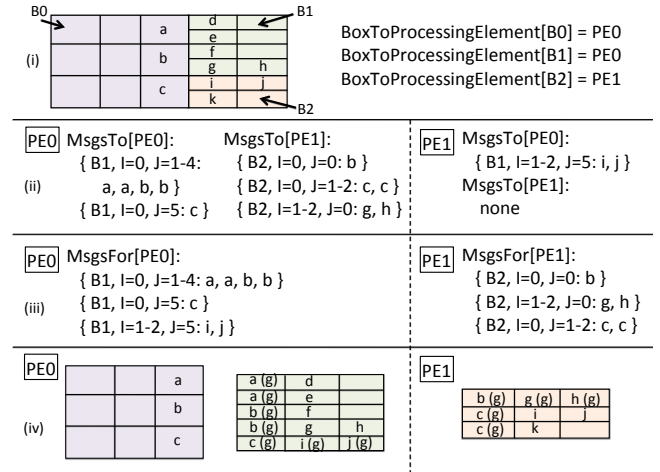 B0
d
B1
a
e
b
f
g h
(i)
c
i j
k
B2
BoxToProcessingElement[B0] = PE0
BoxToProcessingElement[B1] = PE0
BoxToProcessingElement[B2] = PE1
(ii)
PE0
MsgsTo[PE0]:
{ B1, I=0, J=1-4:
a, a, b, b }
{ B1, I=0, J=5: c }
MsgsTo[PE1]:
{ B2, I=0, J=0: b }
{ B2, I=0, J=1-2: c, c }
{ B2, I=1-2, J=0: g, h }
PE1
MsgsTo[PE0]:
{ B1, I=1-2, J=5: i, j }
MsgsTo[PE1]:
none
(iii)
PE0
MsgsFor[PE0]:
{ B1, I=0, J=1-4: a, a, b, b }
{ B1, I=0, J=5: c }
{ B1, I=1-2, J=5: i, j }
PE1
MsgsFor[PE1]:
{ B2, I=0, J=0: b }
{ B2, I=1-2, J=0: g, h }
{ B2, I=0, J=1-2: c, c }
(iv)
PE0
a
b
c
a (g) d
a (g) e
b (g) f
b (g) g h
c (g) i (g) j (g)
PE1
b (g) g (g) h (g)
c (g) i j
c (g) k